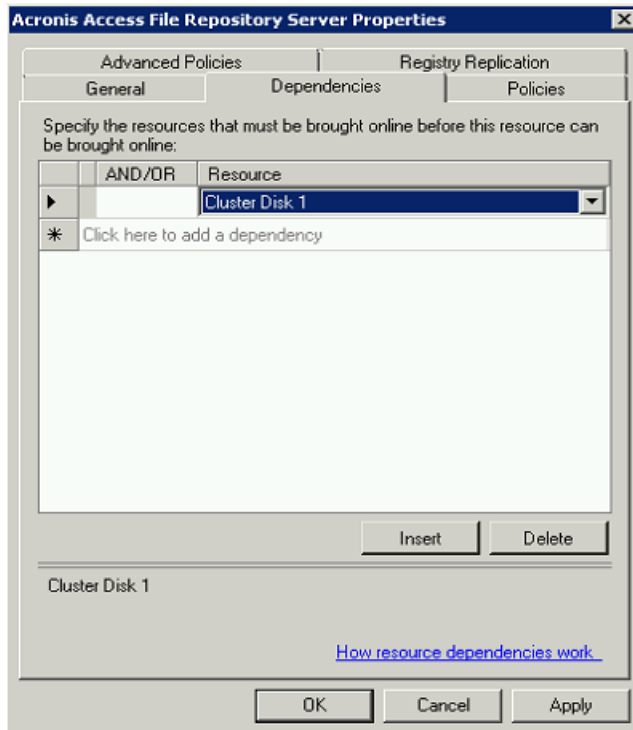 Acronis Access File Repository Server Properties
Advanced Policies
Registry Replication
General
Dependencies
Policies
Specify the resources that must be brought online before this resource can
be brought online:
AND/OR
Resource
Cluster Disk 1
Click here to add a dependency
Insert
Delete
Cluster Disk 1
How resource dependencies work
OK
Cancel
Apply